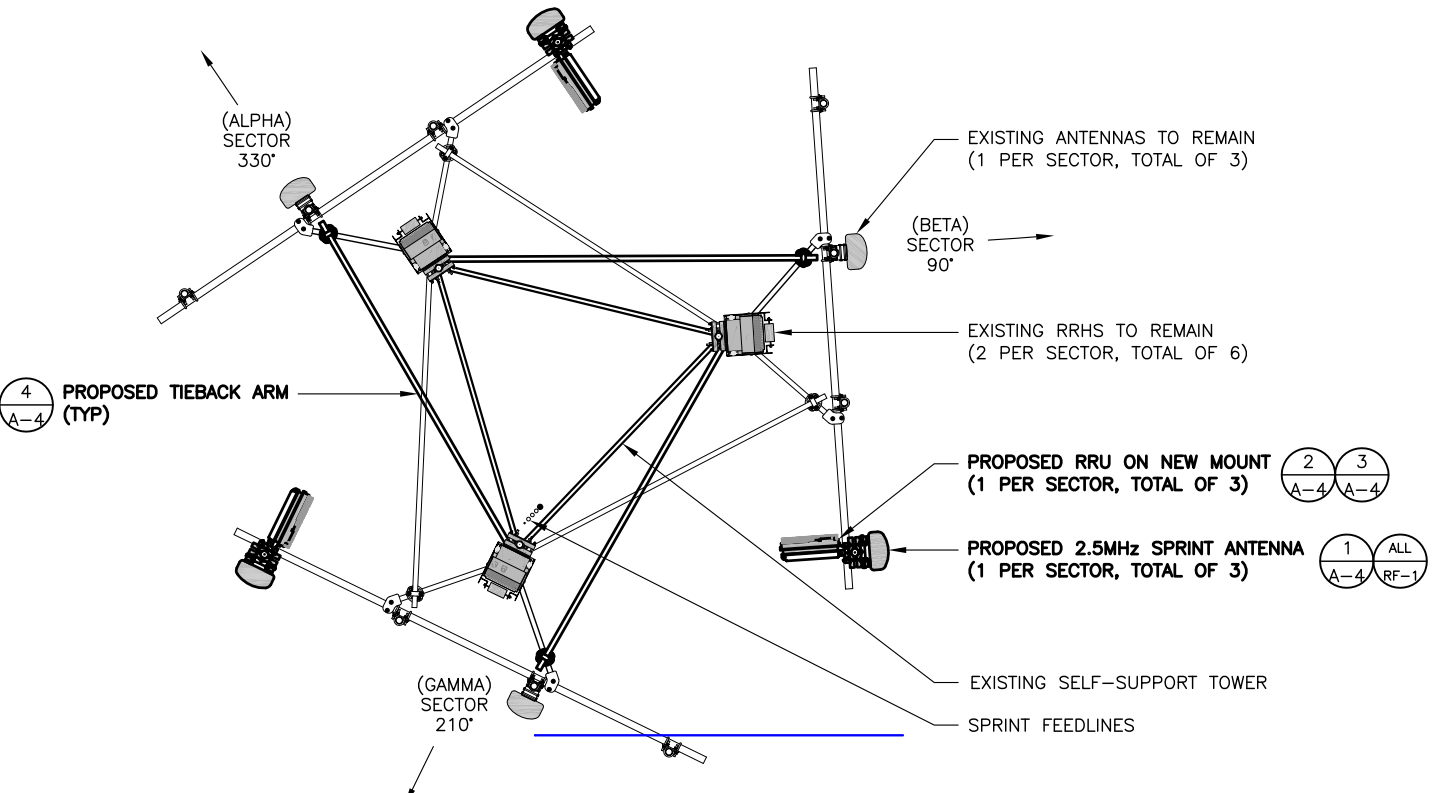 (ALPHA)
SECTOR
330°
EXISTING ANTENNAS TO REMAIN
(1 PER SECTOR, TOTAL OF 3)
(BETA)
SECTOR
90°
EXISTING RRHS TO REMAIN
(2 PER SECTOR, TOTAL OF 6)
4
A-4
PROPOSED TIEBACK ARM
(TYP)
PROPOSED RRU ON NEW MOUNT
(1 PER SECTOR, TOTAL OF 3)
2
A-4
3
A-4
PROPOSED 2.5MHz SPRINT ANTENNA
(1 PER SECTOR, TOTAL OF 3)
1
A-4
ALL
RF-1
(GAMMA)
SECTOR
210°
EXISTING SELF-SUPPORT TOWER
SPRINT FEEDLINES